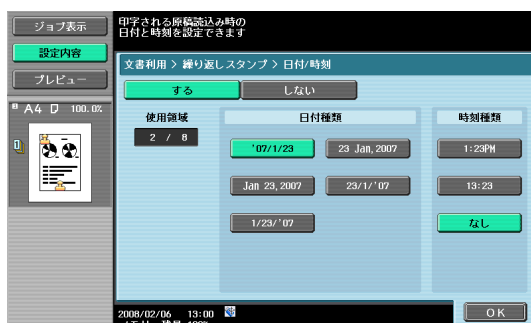 ジョブ表示
設定内容
プレビュー
A4 100.0%
1
印字される原稿読込み時の
日付と時刻を設定できます
文書利用 > 繰り返しスタンプ > 日付/時刻
する しない
使用領域 日付種類 時刻種類
2 / 8
'07/1/23 23 Jan,2007 1:23PM
Jan 23,2007 23/1/'07 13:23
1/23/'07 なし
2008/02/06 13:00
OK